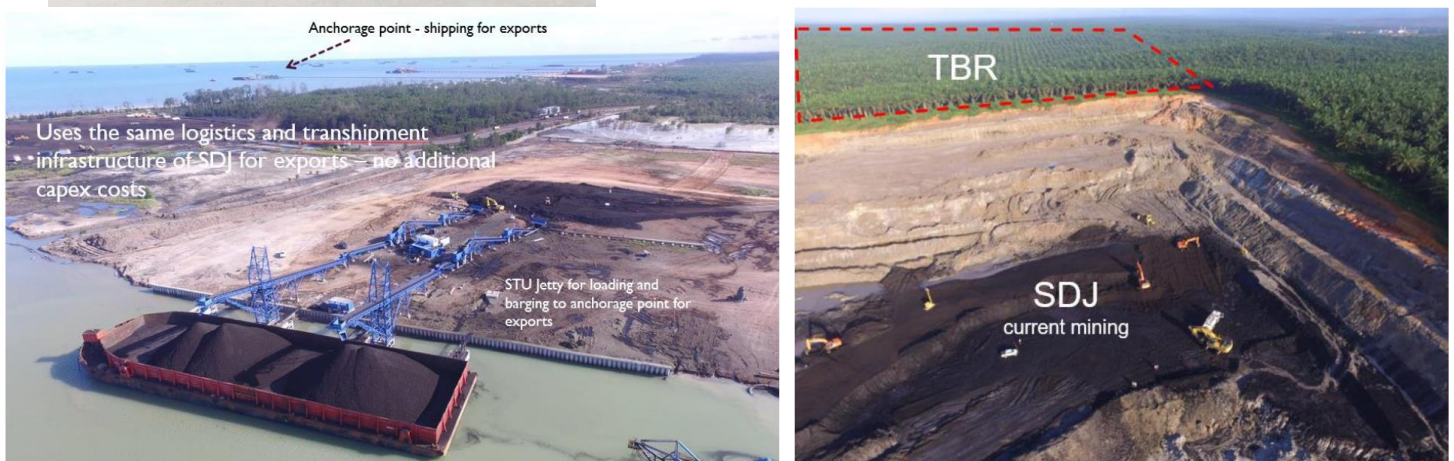 Anchorage point - shipping for exports
Uses the same logistics and transhipment
infrastructure of SDJ for exports – no additional
capex costs
STU Jetty for loading and
barging to anchorage point for
exports
TBR
SDJ
current mining